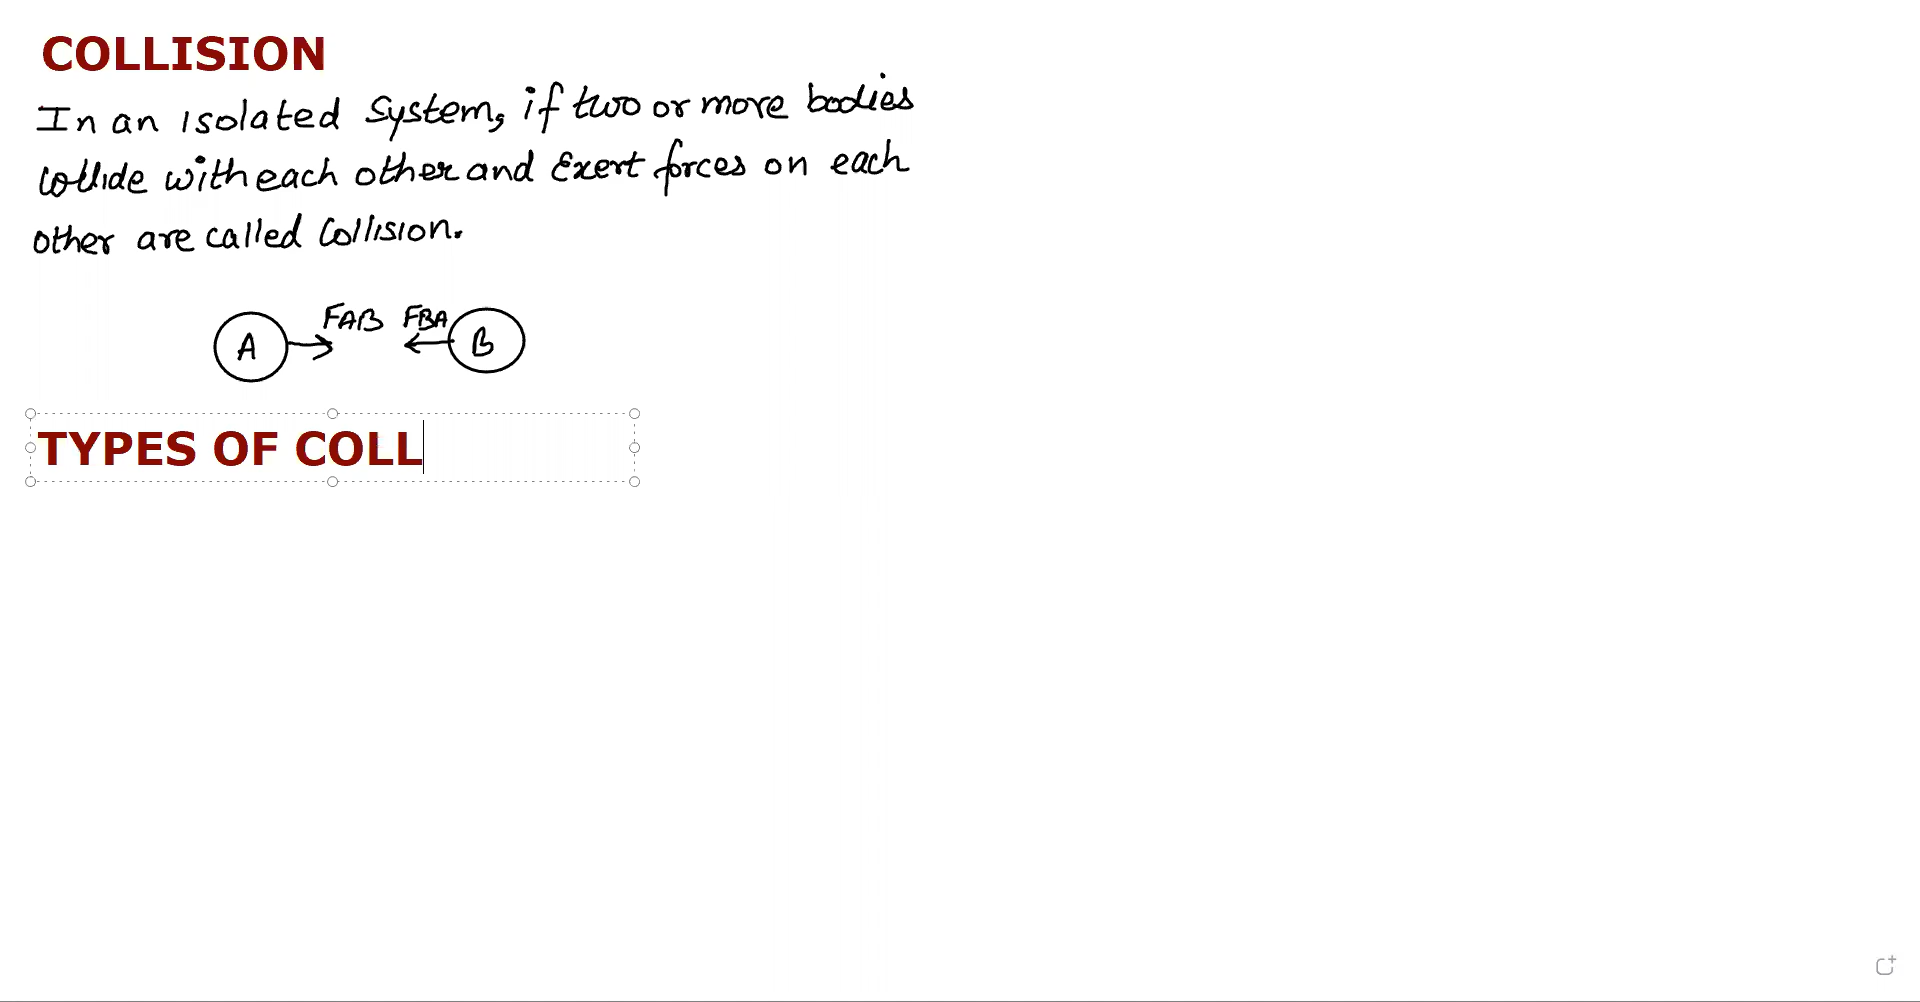 COLLISION
In an isolated system, if two or more bodies
collide with each other and Exert forces on each
other are called Collision.
A FAB FBA B
TYPES OF COLL